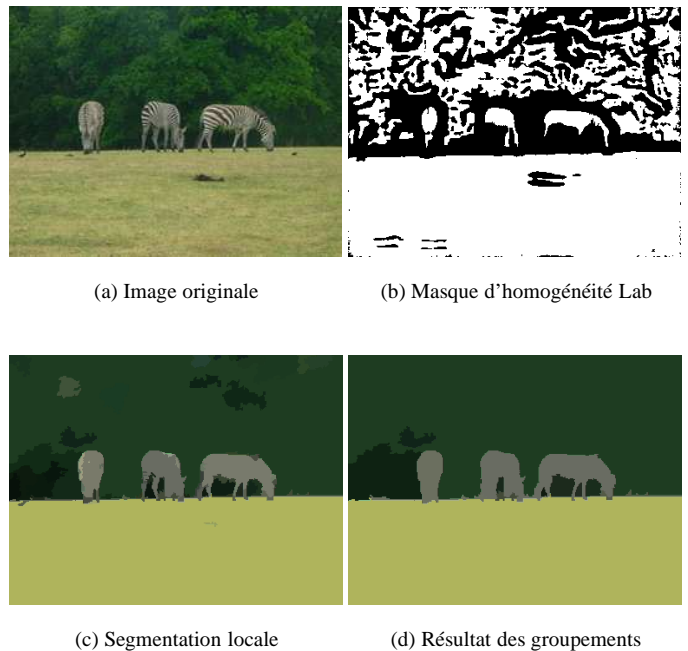 (a) Image originale
(b) Masque d'homogénéité Lab
(c) Segmentation locale
(d) Résultat des groupements